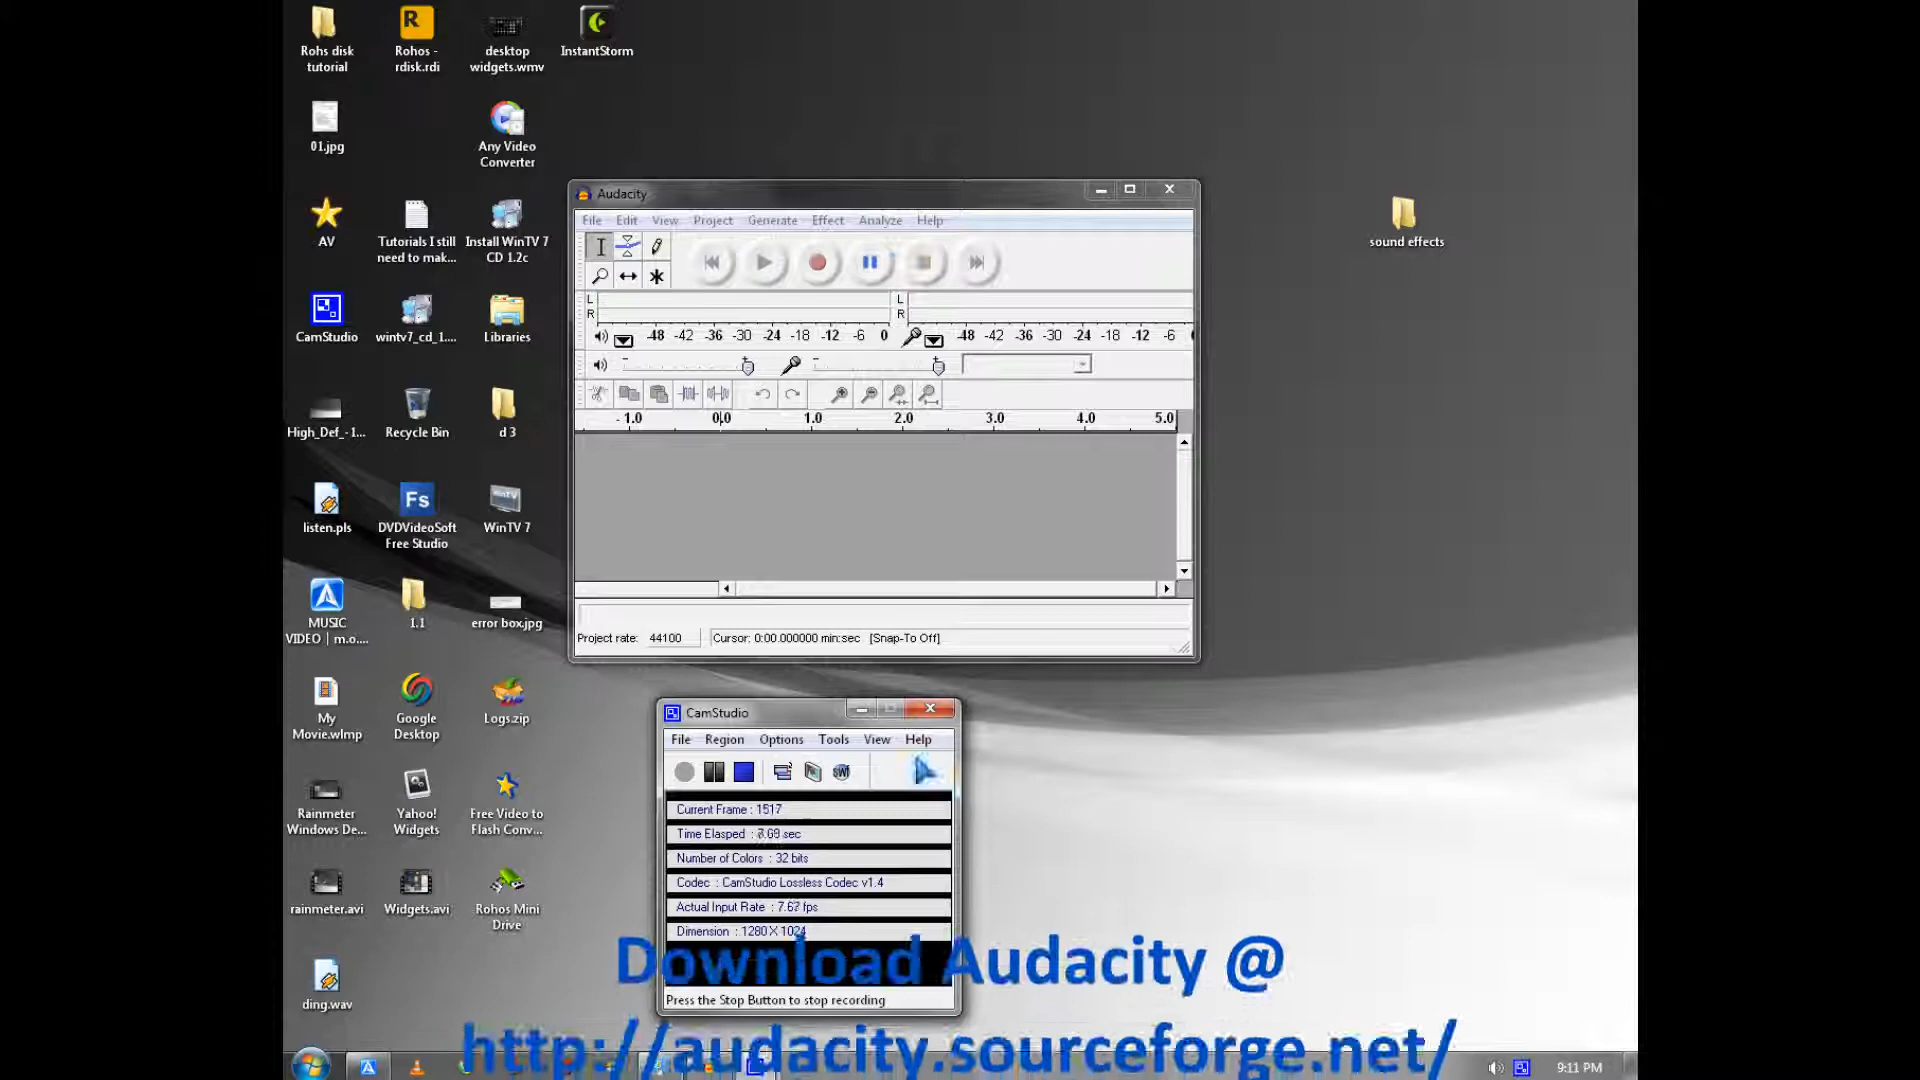 Rohs disk
tutorial
Rohos -
rdisk.rdi
desktop
widgets.wmv
InstantStorm
01.jpg
Any Video
Converter
AV
Tutorials I still
need to mak...
Install WinTV 7
CD 1.2c
CamStudio
wintv7_cd_1....
Libraries
High_Def_-1...
Recycle Bin
d 3
listen.pls
Fs
DVDVideoSoft
Free Studio
WinTV 7
MUSIC
VIDEO | m.o....
1.1
error box.jpg
My
Movie.wlmp
Google
Desktop
Logs.zip
Rainmeter
Windows De...
Yahoo!
Widgets
Free Video to
Flash Conv...
rainmeter.avi
Widgets.avi
Rohos Mini
Drive
ding.wav
sound effects
Audacity
File Edit View Project Generate Effect Analyze Help
L
R
L
R
-48 -42 -36 -30 -24 -18 -12 -6 0
-48 -42 -36 -30 -24 -18 -12 -6
- 1.0 0.0 1.0 2.0 3.0 4.0 5.0
Project rate: 44100 Cursor: 0:00.000000 min:sec [Snap-To Off]
CamStudio
File Region Options Tools View Help
Current Frame : 1517
Number of Colors : 32 bits
Codec : CamStudio Lossless Codec v1.4
Actual Input Rate : 7.67 fps
Dimension : 1280 X 1024
Press the Stop Button to stop recording
Download Audacity @
http://audacity.sourceforge.net/
9:11 PM